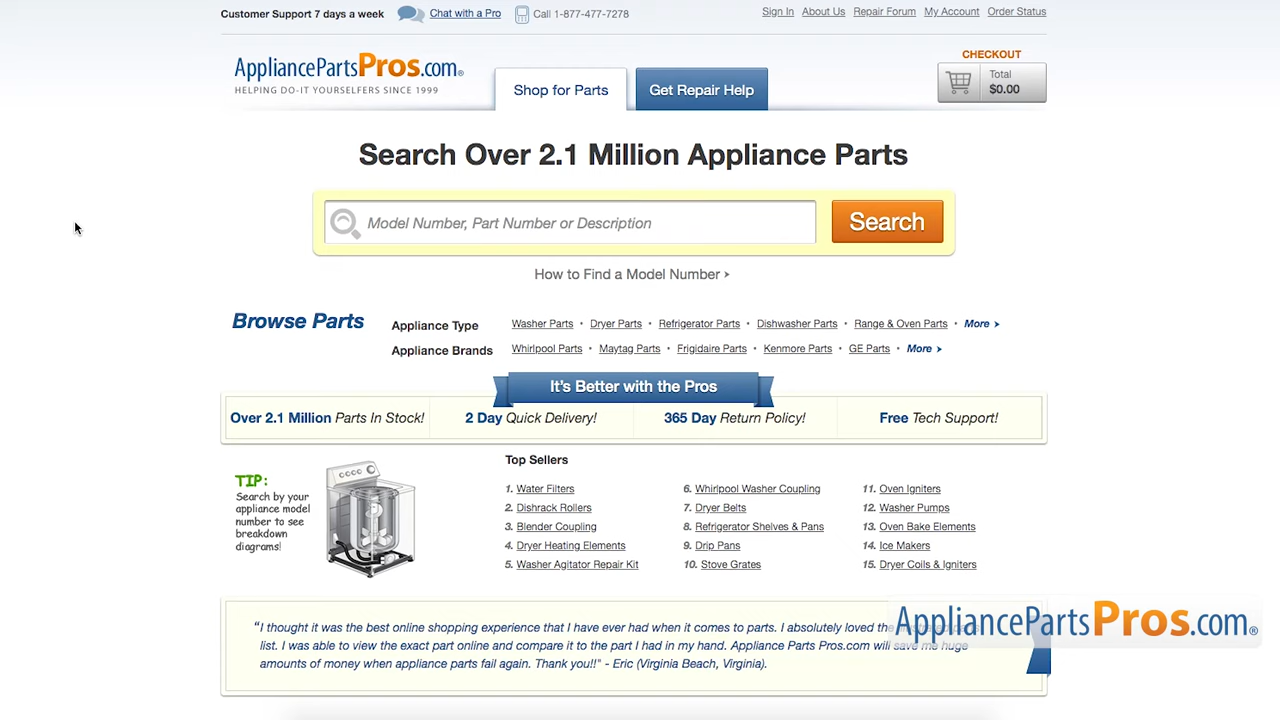 Customer Support 7 days a week Chat with a Pro Call 1-877-477-7278 Sign In About Us Repair Forum My Account Order Status
AppliancePartsPros.com®
HELPING DO-IT YOURSELFERS SINCE 1999
Shop for Parts Get Repair Help
CHECKOUT
Total
$0.00
Search Over 2.1 Million Appliance Parts
Model Number, Part Number or Description Search
How to Find a Model Number ›
Browse Parts
Appliance Type Washer Parts • Dryer Parts • Refrigerator Parts • Dishwasher Parts • Range & Oven Parts • More ›
Appliance Brands Whirlpool Parts • Maytag Parts • Frigidaire Parts • Kenmore Parts • GE Parts • More ›
It's Better with the Pros
Over 2.1 Million Parts In Stock! 2 Day Quick Delivery! 365 Day Return Policy! Free Tech Support!
TIP:
Search by your
appliance model
number to see
breakdown
diagrams!
Top Sellers
1. Water Filters
2. Dishrack Rollers
3. Blender Coupling
4. Dryer Heating Elements
5. Washer Agitator Repair Kit
6. Whirlpool Washer Coupling
7. Dryer Belts
8. Refrigerator Shelves & Pans
9. Drip Pans
10. Stove Grates
11. Oven Igniters
12. Washer Pumps
13. Oven Bake Elements
14. Ice Makers
15. Dryer Coils & Igniters
“I thought it was the best online shopping experience that I have ever had when it comes to parts. I absolutely loved the
list. I was able to view the exact part online and compare it to the part I had in my hand. Appliance Parts Pros.com will save me huge
amounts of money when appliance parts fail again. Thank you!!" - Eric (Virginia Beach, Virginia).
AppliancePartsPros.com®